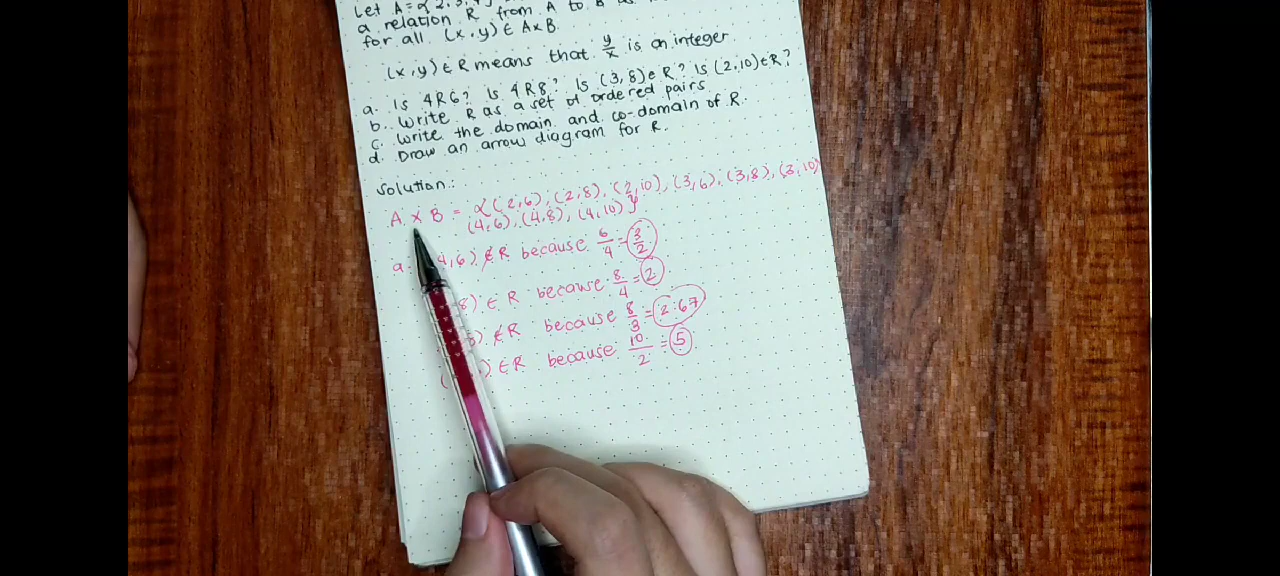 Let A = {2, 3, 4}
a relation R from A to B as
for all (x, y) ∈ A×B
(x, y) ∈ R means that y/x is an integer
a. Is 4R6? Is 4R8? Is (3, 8) ∈ R? Is (2, 10) ∈ R?
b. Write R as a set of ordered pairs
c. Write the domain and co-domain of R.
d. Draw an arrow diagram for R.
Solution:
A × B = {(2, 6), (2, 8), (2, 10), (3, 6), (3, 8), (3, 10)
(4, 6), (4, 8), (4, 10)}
a. 4, 6) ∉ R because 6/4 = 3/2
8) ∈ R because 8/4 = 2
) ∉ R because 8/3 = 2.67
( ) ∈ R because 10/2 = 5